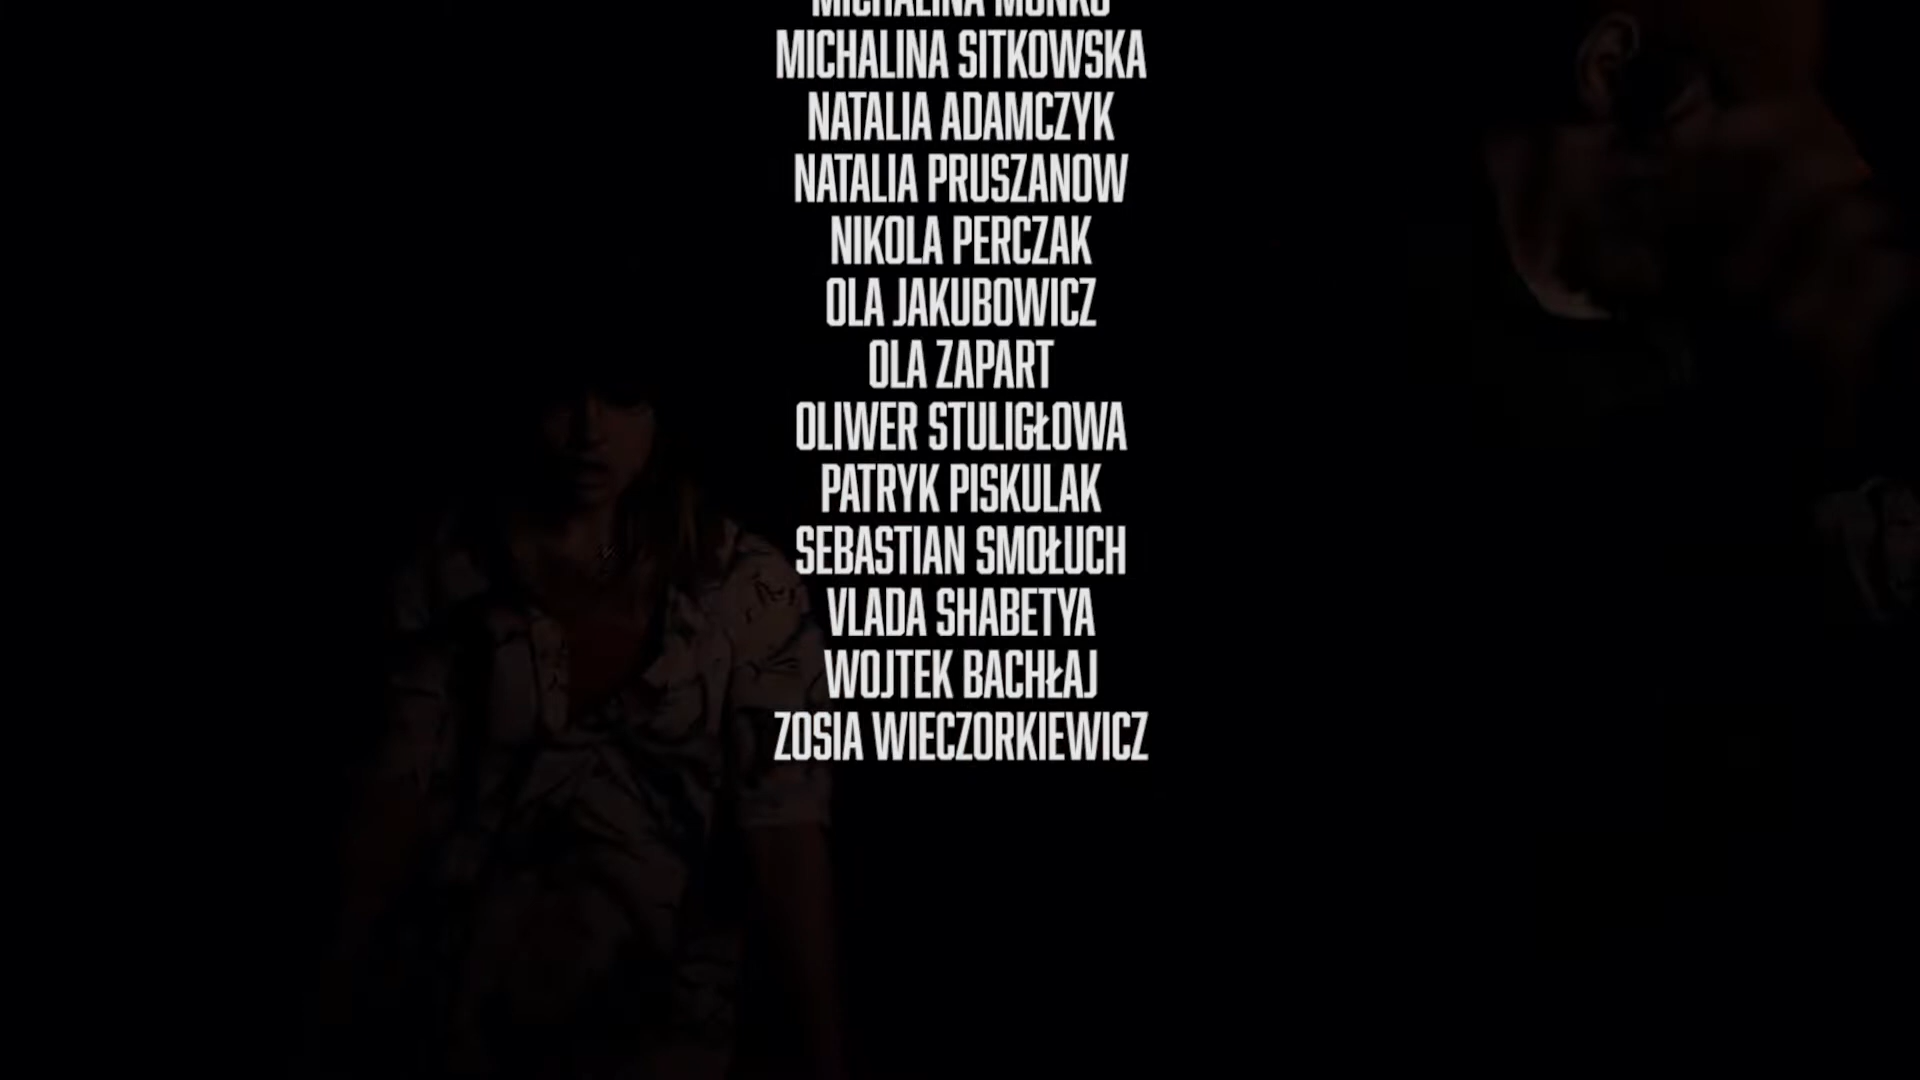 MICHALINA SITKOWSKA
NATALIA ADAMCZYK
NATALIA PRUSZANOW
NIKOLA PERCZAK
OLA JAKUBOWICZ
OLA ZAPART
OLIWER STULIGŁOWA
PATRYK PISKULAK
SEBASTIAN SMOŁUCH
VLADA SHABETYA
WOJTEK BACHŁAJ
ZOSIA WIECZORKIEWICZ